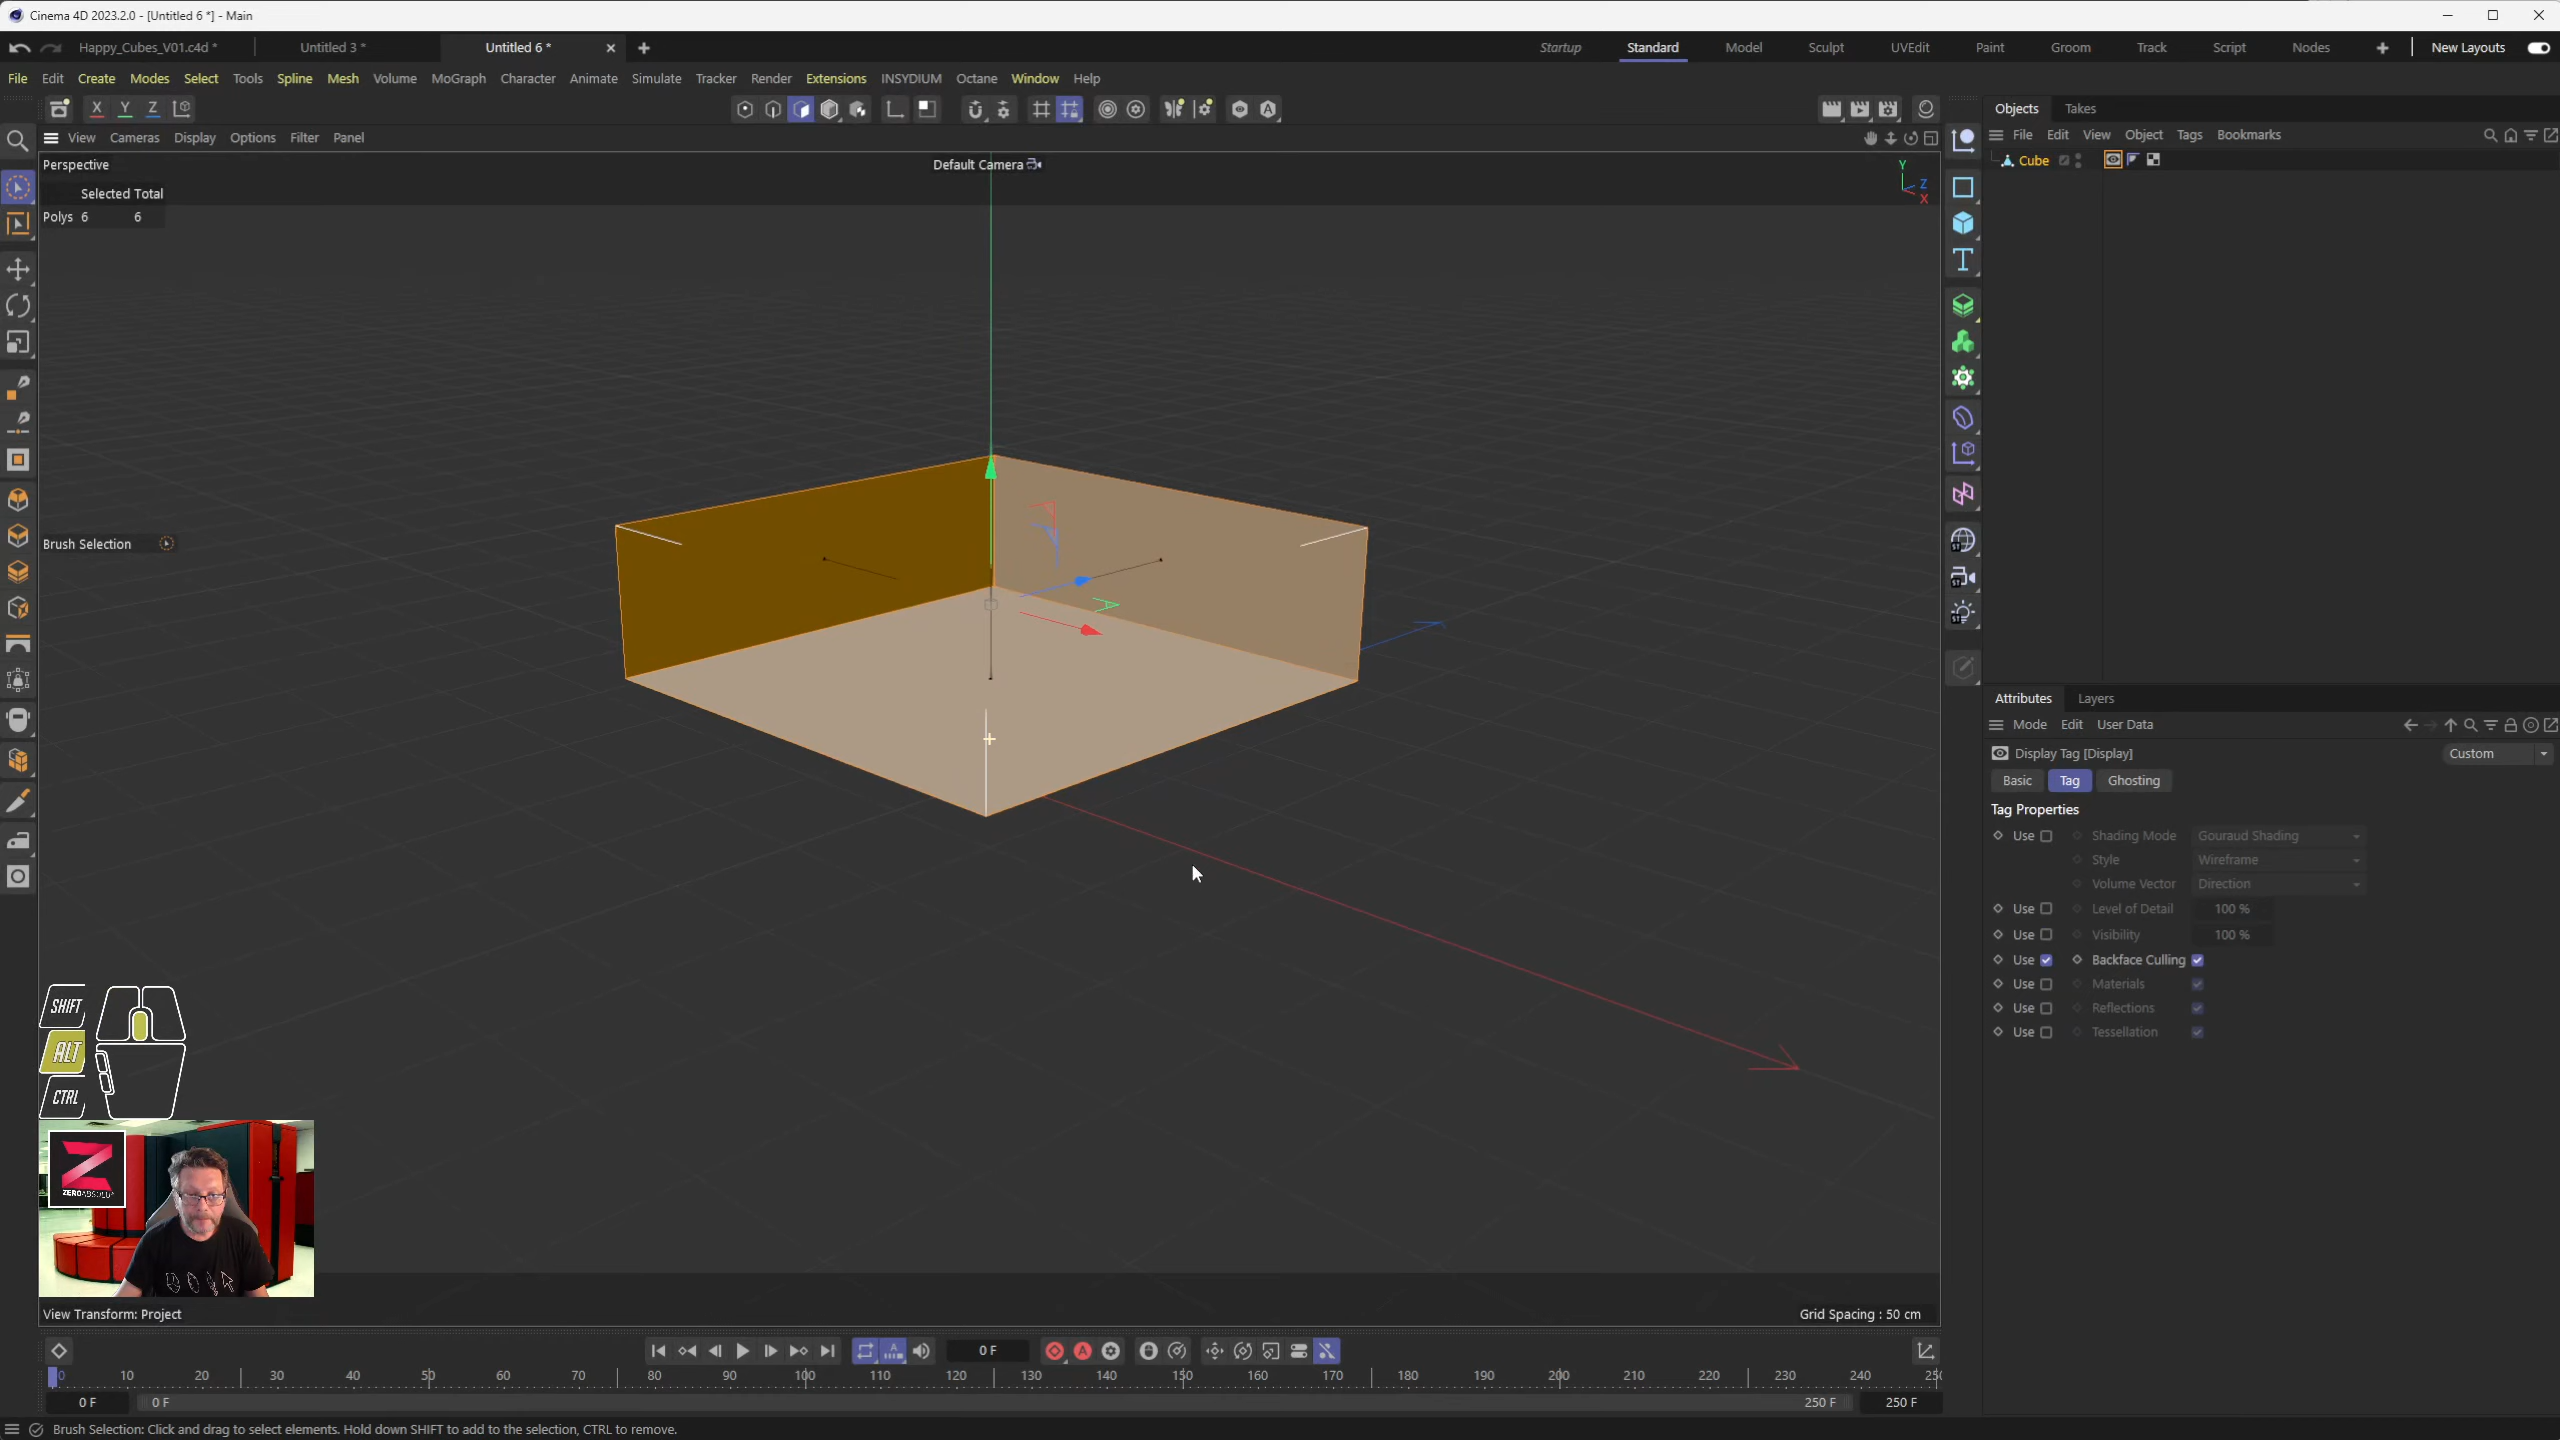 Cinema 4D 2023.2.0 - [Untitled 6 *] - Main
Happy_Cubes_V01.c4d *
Untitled 3 *
Untitled 6 *
Startup
Standard
Model
Sculpt
UVEdit
Paint
Groom
Track
Script
Nodes
New Layouts
File Edit Create Modes Select Tools Spline Mesh Volume MoGraph Character Animate Simulate Tracker Render Extensions INSYDIUM Octane Window Help
X Y Z
View Cameras Display Options Filter Panel
Perspective
Default Camera
Selected Total
Polys 6 6
Y
Z
X
Brush Selection
Objects Takes
File Edit View Object Tags Bookmarks
Cube
Attributes Layers
Mode Edit User Data
Display Tag [Display]
Custom
Basic Tag Ghosting
Tag Properties
Use Shading Mode Gouraud Shading
Style Wireframe
Volume Vector Direction
Use Level of Detail 100 %
Use Visibility 100 %
Use Backface Culling
Use Materials
Use Reflections
Use Tessellation
SHIFT
ALT
CTRL
ZEROABSOLU
View Transform: Project
Grid Spacing : 50 cm
0 F
0 10 20 30 40 50 60 70 80 90 100 110 120 130 140 150 160 170 180 190 200 210 220 230 240
0 F 0 F 250 F 250 F
Brush Selection: Click and drag to select elements. Hold down SHIFT to add to the selection, CTRL to remove.